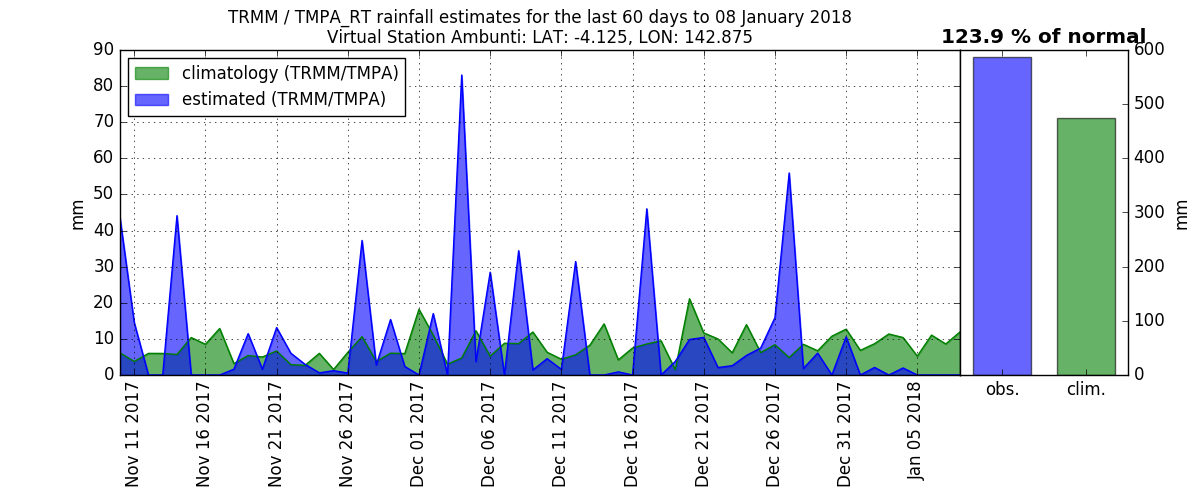 TRMM / TMPA_RT rainfall estimates for the last 60 days to 08 January 2018
Virtual Station Ambunti: LAT: -4.125, LON: 142.875
123.9 % of normal
climatology (TRMM/TMPA)
estimated (TRMM/TMPA)
90
80
70
60
50
40
30
20
10
0
mm
Nov 11 2017
Nov 16 2017
Nov 21 2017
Nov 26 2017
Dec 01 2017
Dec 06 2017
Dec 11 2017
Dec 16 2017
Dec 21 2017
Dec 26 2017
Dec 31 2017
Jan 05 2018
obs.
clim.
600
500
400
300
200
100
0
mm